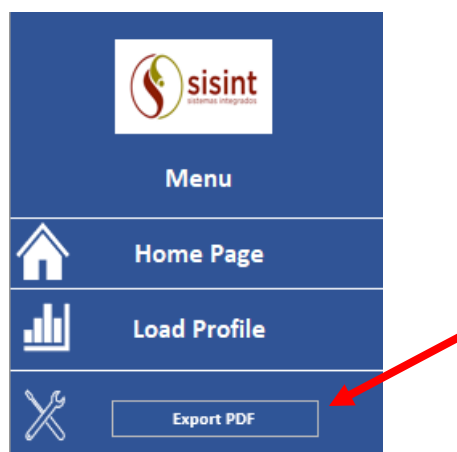 sisint
sistemas integrados
Menu
Home Page
Load Profile
Export PDF